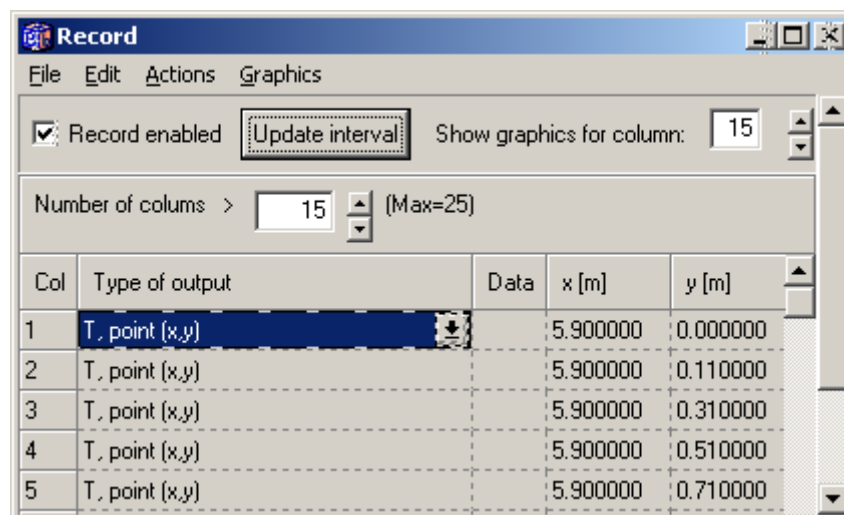 Record
File Edit Actions Graphics
Record enabled Update interval Show graphics for column: 15
Number of colums > 15 (Max=25)
Col Type of output Data x [m] y [m]
1 T, point (x,y) 5.900000 0.000000
2 T, point (x,y) 5.900000 0.110000
3 T, point (x,y) 5.900000 0.310000
4 T, point (x,y) 5.900000 0.510000
5 T, point (x,y) 5.900000 0.710000